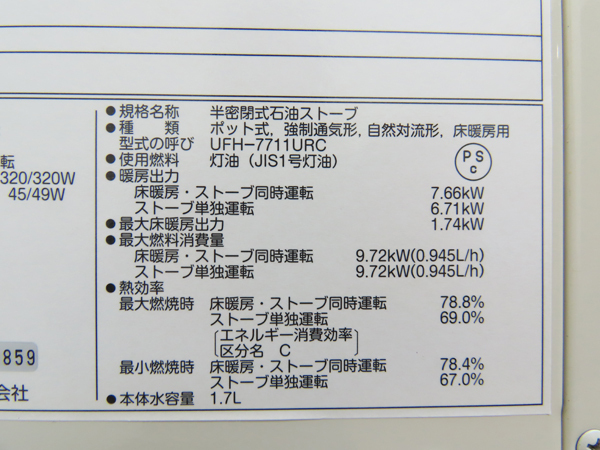 転
320/320W
45/49W
859
会社
●規格名称 半密閉式石油ストーブ
●種 類 ポット式，強制通気形，自然対流形，床暖房用
型式の呼び UFH-7711URC
●使用燃料 灯油（JIS1号灯油）
PS
C
●暖房出力
床暖房・ストーブ同時運転 7.66kW
ストーブ単独運転 6.71kW
●最大床暖房出力 1.74kW
●最大燃料消費量
床暖房・ストーブ同時運転 9.72kW(0.945L/h)
ストーブ単独運転 9.72kW(0.945L/h)
●熱効率
最大燃焼時 床暖房・ストーブ同時運転 78.8%
ストーブ単独運転 69.0%
[エネルギー消費効率
区分名 C]
最小燃焼時 床暖房・ストーブ同時運転 78.4%
ストーブ単独運転 67.0%
●本体水容量 1.7L